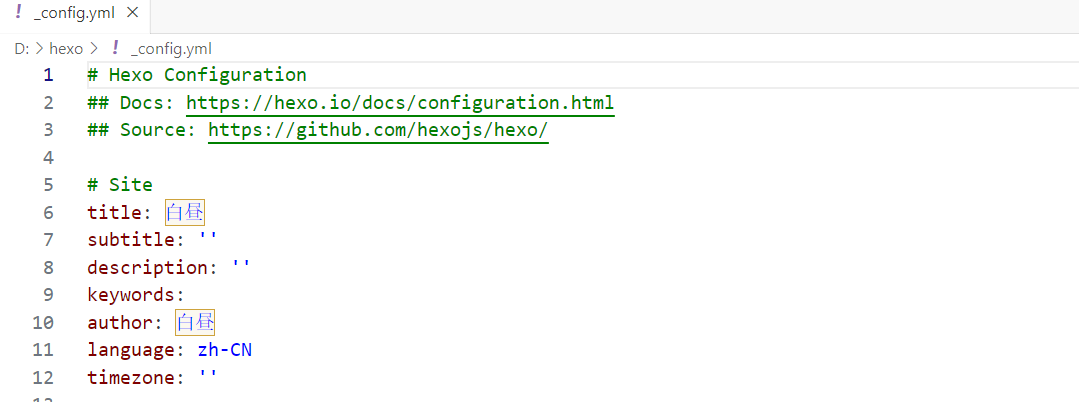 ! _config.yml ×
D: > hexo > ! _config.yml
1 # Hexo Configuration
2 ## Docs: https://hexo.io/docs/configuration.html
3 ## Source: https://github.com/hexojs/hexo/
4
5 # Site
6 title: 白昼
7 subtitle: ''
8 description: ''
9 keywords:
10 author: 白昼
11 language: zh-CN
12 timezone: ''